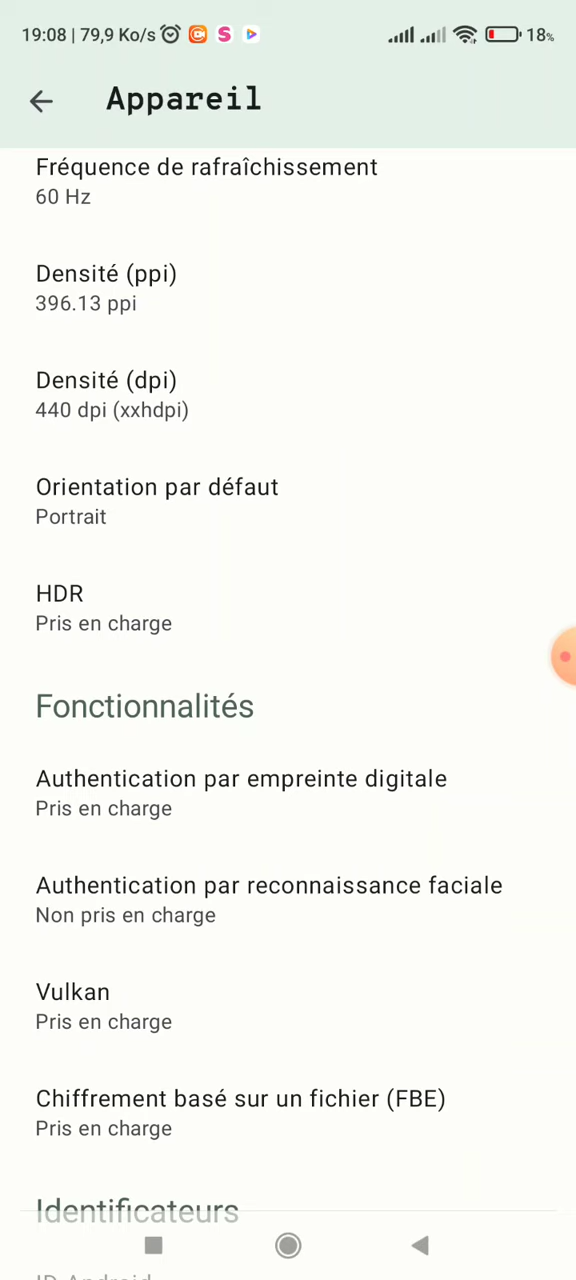 19:08 | 79,9 Ko/s
18%
Appareil
Fréquence de rafraîchissement
60 Hz
Densité (ppi)
396.13 ppi
Densité (dpi)
440 dpi (xxhdpi)
Orientation par défaut
Portrait
HDR
Pris en charge
Fonctionnalités
Authentication par empreinte digitale
Pris en charge
Authentication par reconnaissance faciale
Non pris en charge
Vulkan
Pris en charge
Chiffrement basé sur un fichier (FBE)
Pris en charge
Identificateurs
ID Android